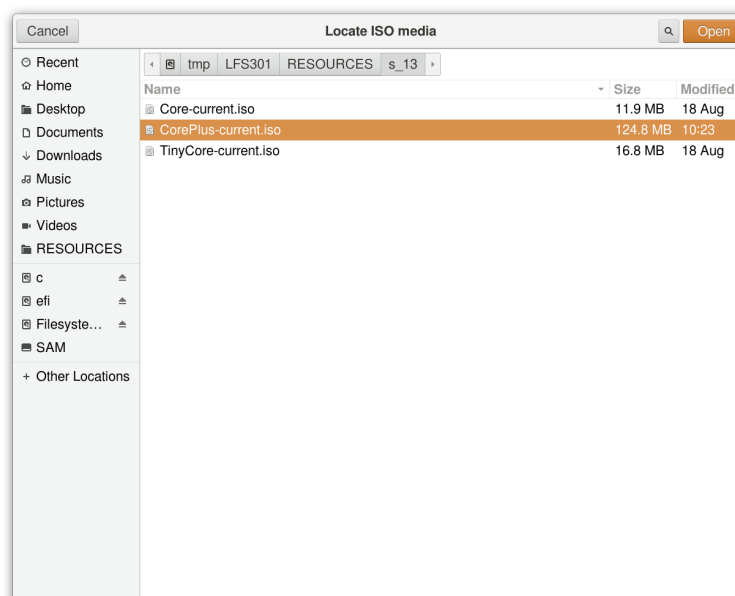 Cancel Locate ISO media Open
Recent
Home
Desktop
Documents
Downloads
Music
Pictures
Videos
RESOURCES
c
efi
Filesyste…
SAM
+ Other Locations
tmp LFS301 RESOURCES s_13
Name Size Modified
Core-current.iso 11.9 MB 18 Aug
CorePlus-current.iso 124.8 MB 10:23
TinyCore-current.iso 16.8 MB 18 Aug